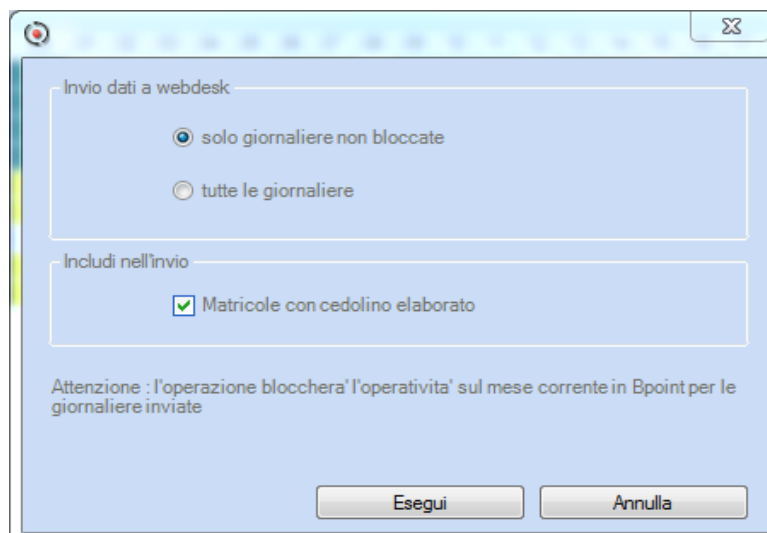 Invio dati a webdesk
solo giornaliere non bloccate
tutte le giornaliere
Includi nell'invio
Matricole con cedolino elaborato
Attenzione : l'operazione blocchera' l'operativita' sul mese corrente in Bpoint per le
giornaliere inviate
Esegui Annulla